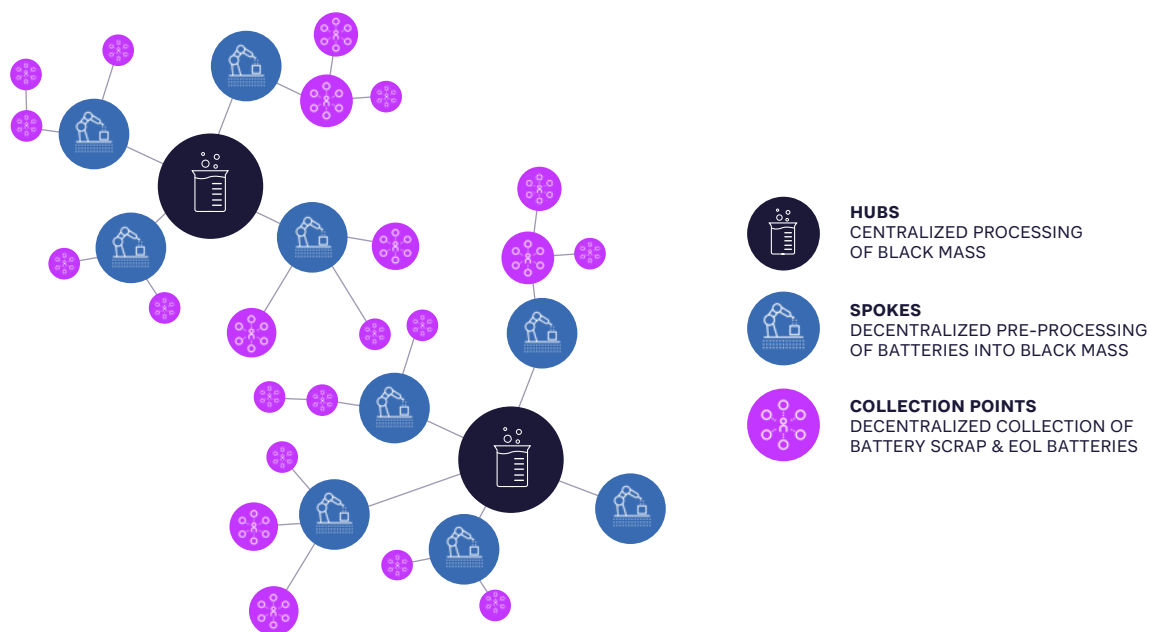 HUBS
CENTRALIZED PROCESSING
OF BLACK MASS
SPOKES
DECENTRALIZED PRE-PROCESSING
OF BATTERIES INTO BLACK MASS
COLLECTION POINTS
DECENTRALIZED COLLECTION OF
BATTERY SCRAP & EOL BATTERIES